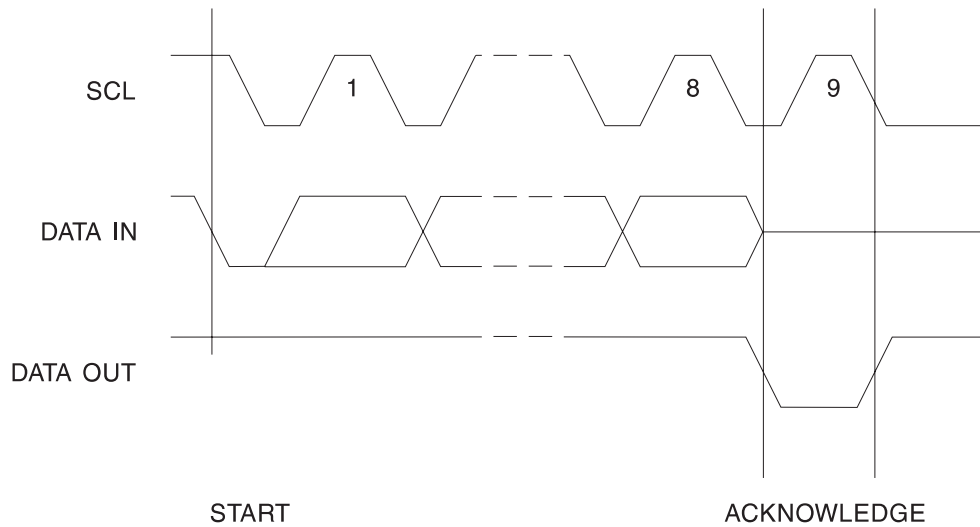 SCL
1
8
9
DATA IN
DATA OUT
START
ACKNOWLEDGE